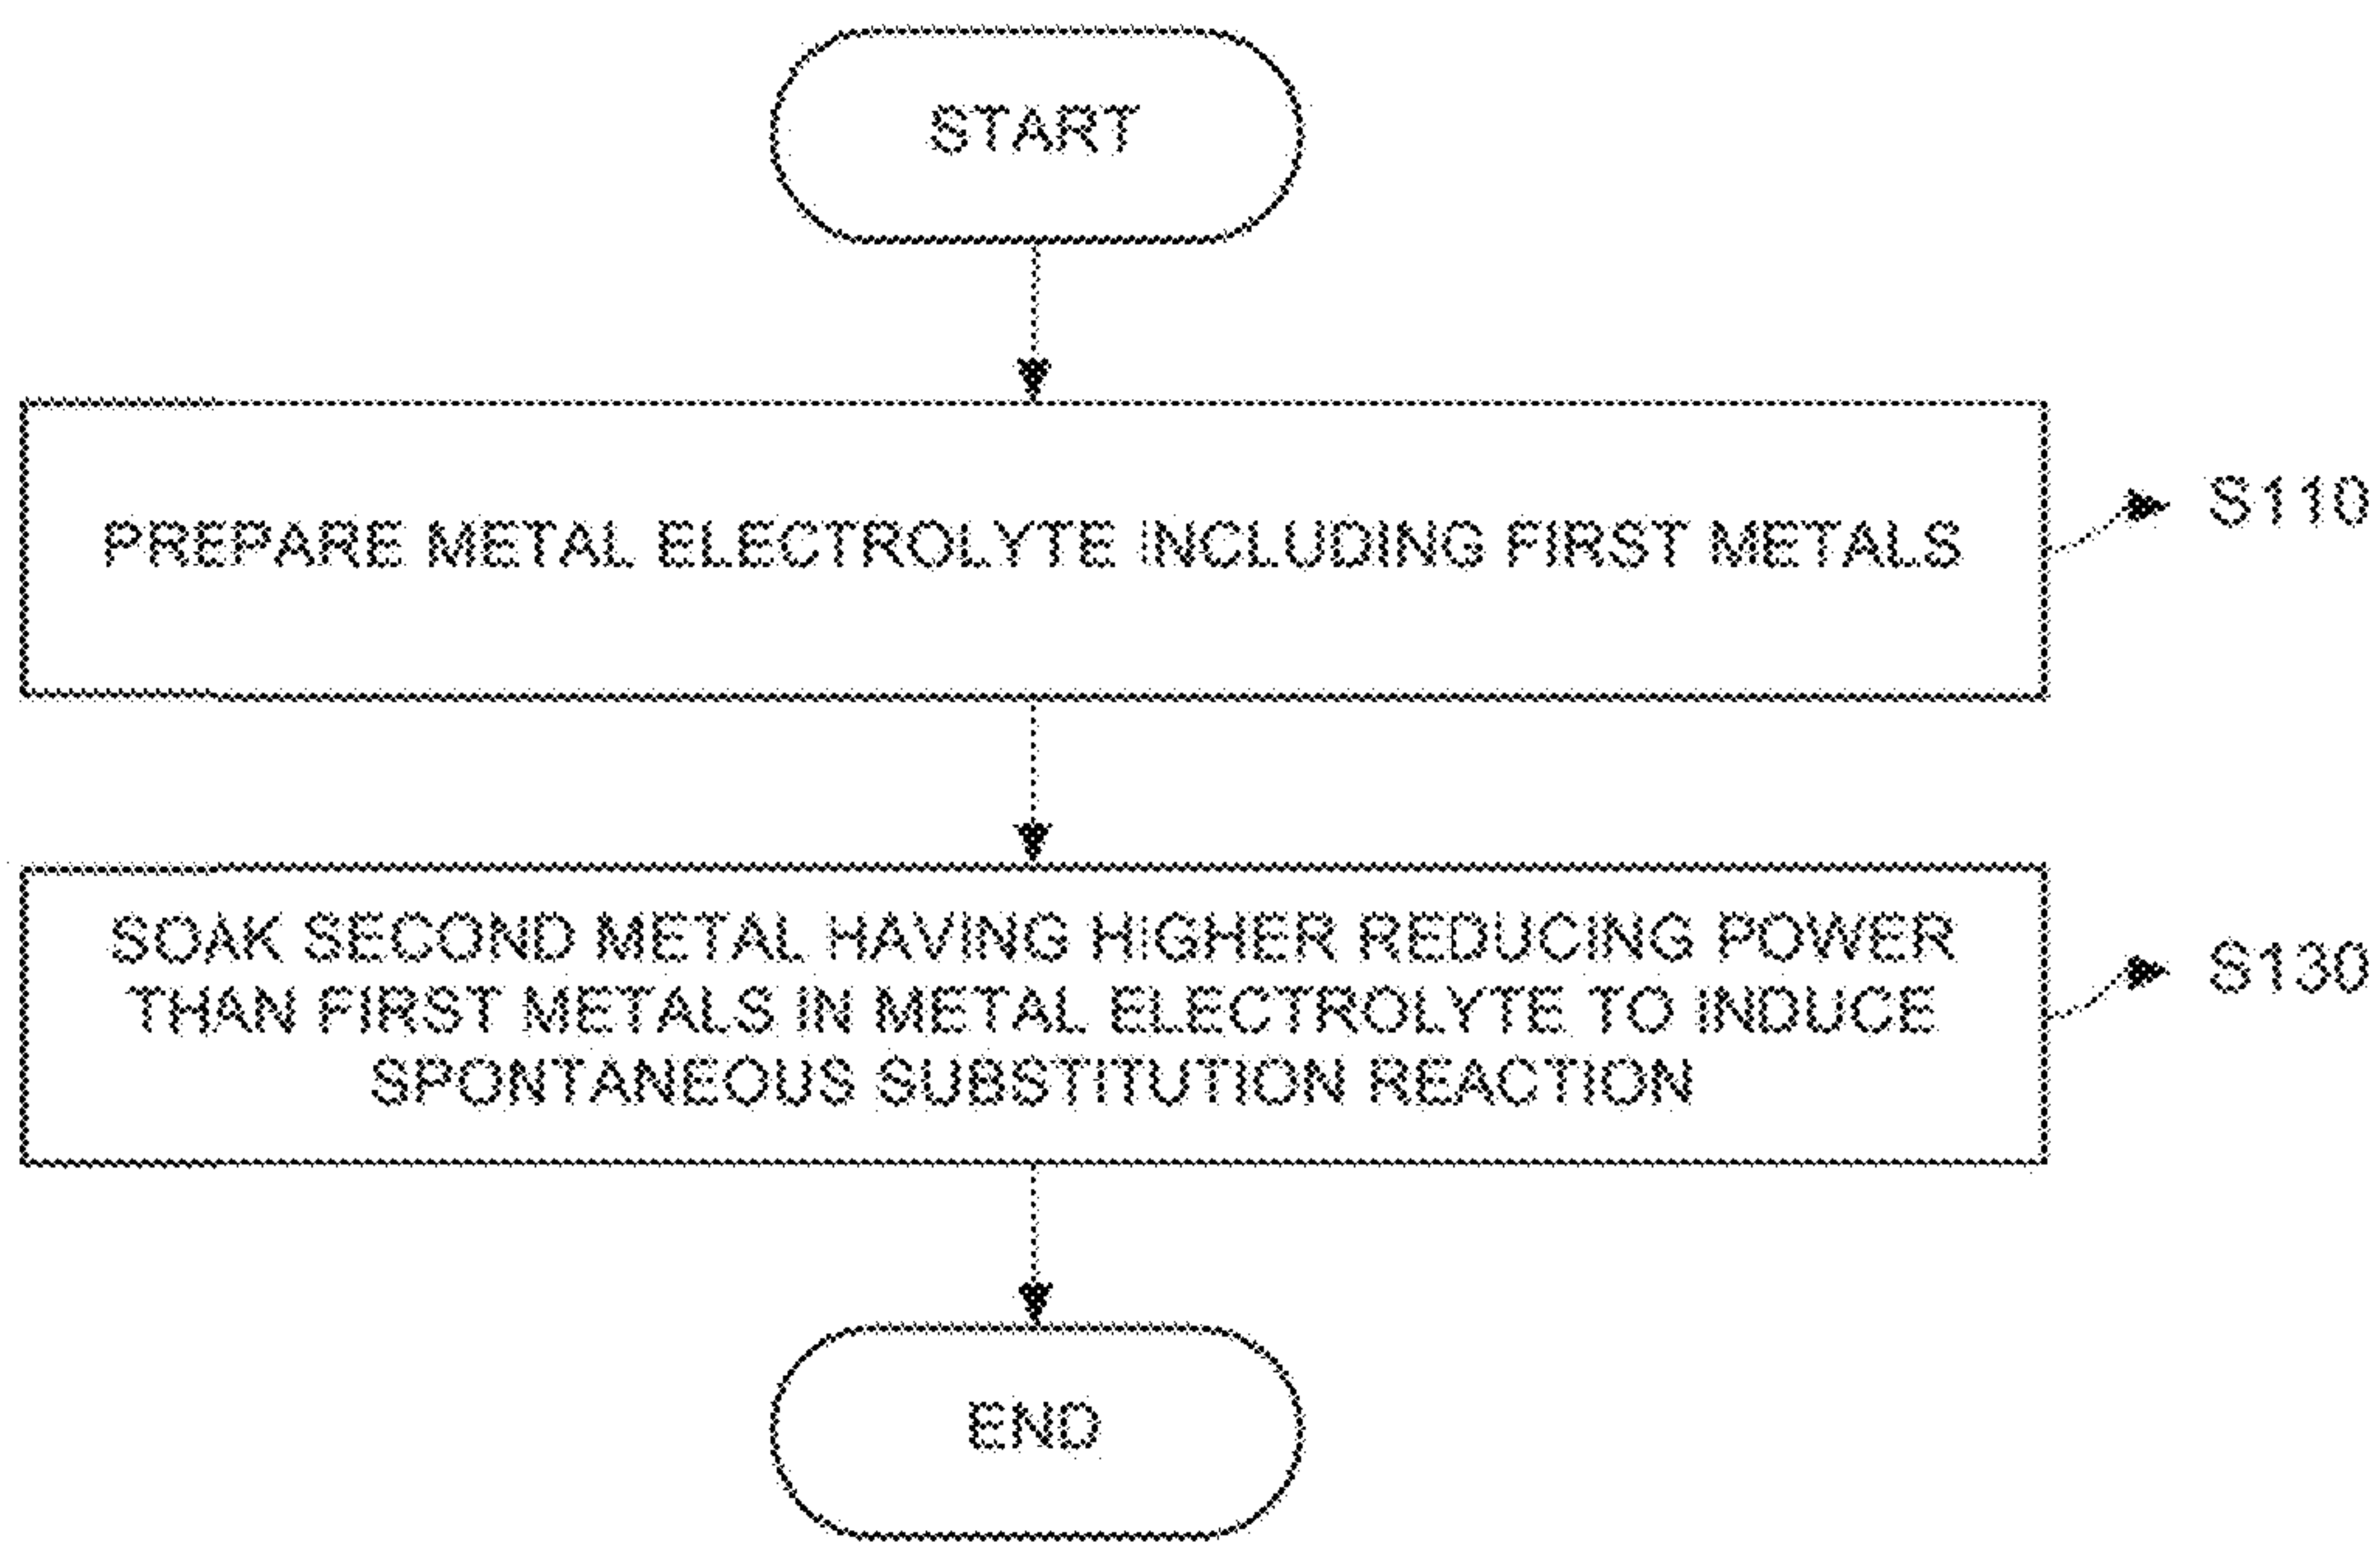 START
PREPARE METAL ELECTROLYTE INCLUDING FIRST METALS
S110
SOAK SECOND METAL HAVING HIGHER REDUCING POWER
THAN FIRST METALS IN METAL ELECTROLYTE TO INDUCE
SPONTANEOUS SUBSTITUTION REACTION
S130
END